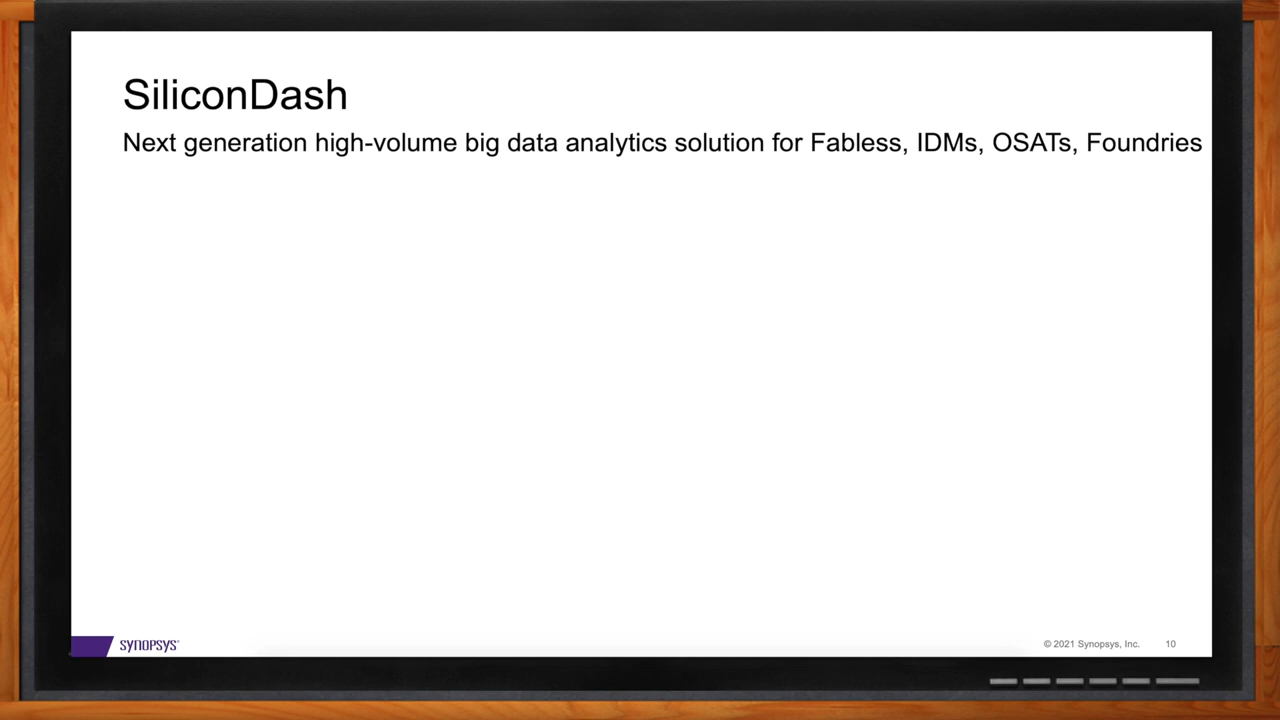 SiliconDash
Next generation high-volume big data analytics solution for Fabless, IDMs, OSATs, Foundries
SYNOPSYS®
© 2021 Synopsys, Inc. 10